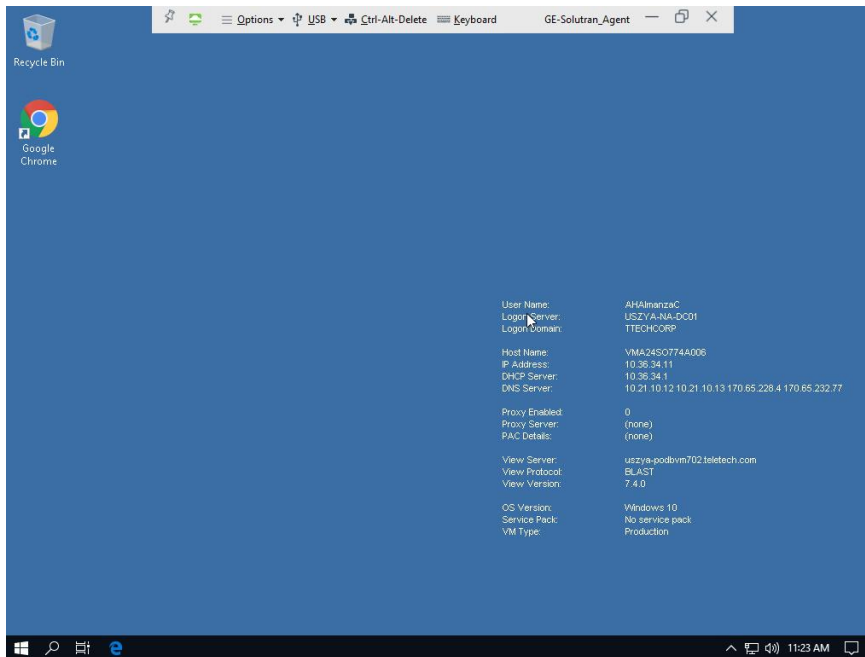 Options USB Ctrl-Alt-Delete Keyboard GE-Solutran_Agent
Recycle Bin
Google
Chrome
User Name: AHAlmanzaC
Logon Server: USZYA-NA-DC01
Logon Domain: TTECHCORP
Host Name: VMA24SO774A006
IP Address: 10.36.34.11
DHCP Server: 10.36.34.1
DNS Server: 10.21.10.12 10.21.10.13 170.65.228.4 170.65.232.77
Proxy Enabled: 0
Proxy Server: (none)
PAC Details: (none)
View Server: uszya-podbvm702.teletech.com
View Protocol: BLAST
View Version: 7.4.0
OS Version: Windows 10
Service Pack: No service pack
VM Type: Production
11:23 AM